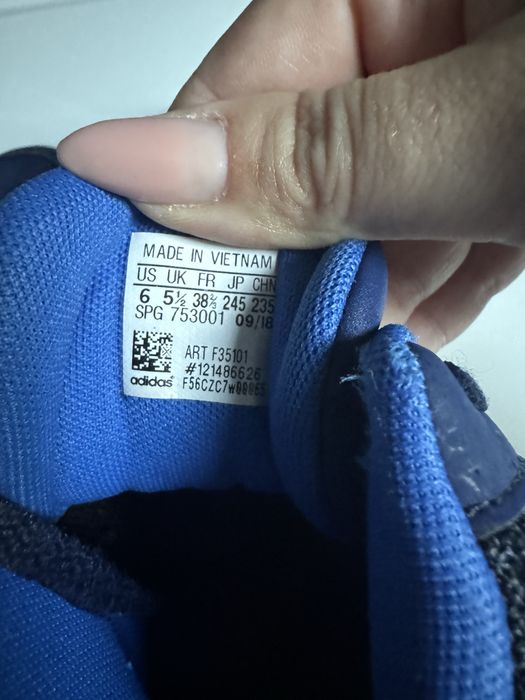 MADE IN VIETNAM
US UK FR JP CHN
6 5½ 38⅔ 245 235
SPG 753001 09/18
ART F35101
#121486626
adidas